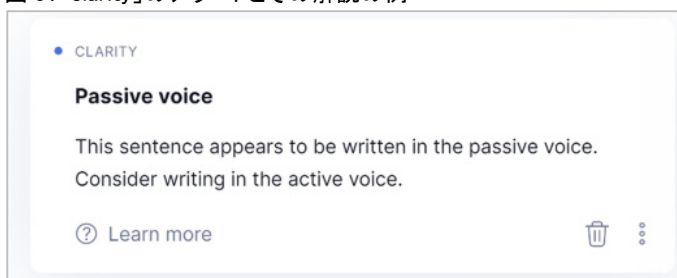 CLARITY
Passive voice
This sentence appears to be written in the passive voice.
Consider writing in the active voice.
Learn more